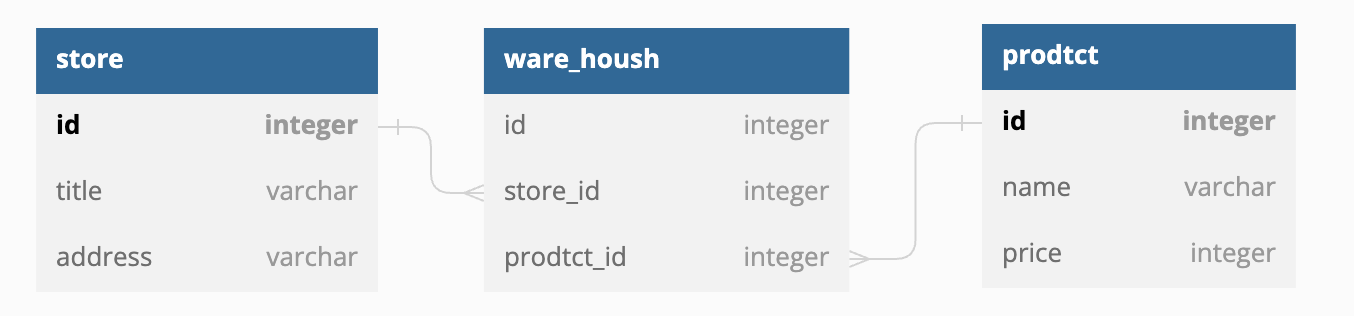 store
id integer
title varchar
address varchar
ware_housh
id integer
store_id integer
prodtct_id integer
prodtct
id integer
name varchar
price integer